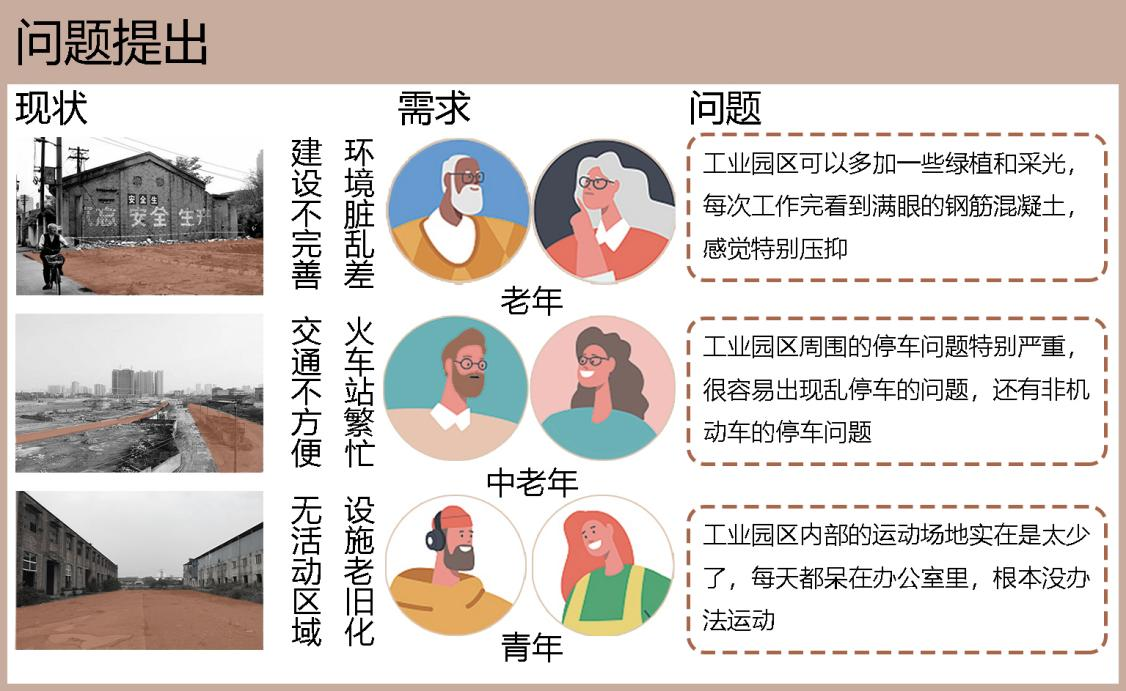 问题提出
现状
需求
问题
安全生
安全生产
环境脏乱差
建设不完善
老年
工业园区可以多加一些绿植和采光，
每次工作完看到满眼的钢筋混凝土，
感觉特别压抑
火车站繁忙
交通不方便
中老年
工业园区周围的停车问题特别严重，
很容易出现乱停车的问题，还有非机
动车的停车问题
设施老旧化
无活动区域
青年
工业园区内部的运动场地实在是太少
了，每天都呆在办公室里，根本没办
法运动